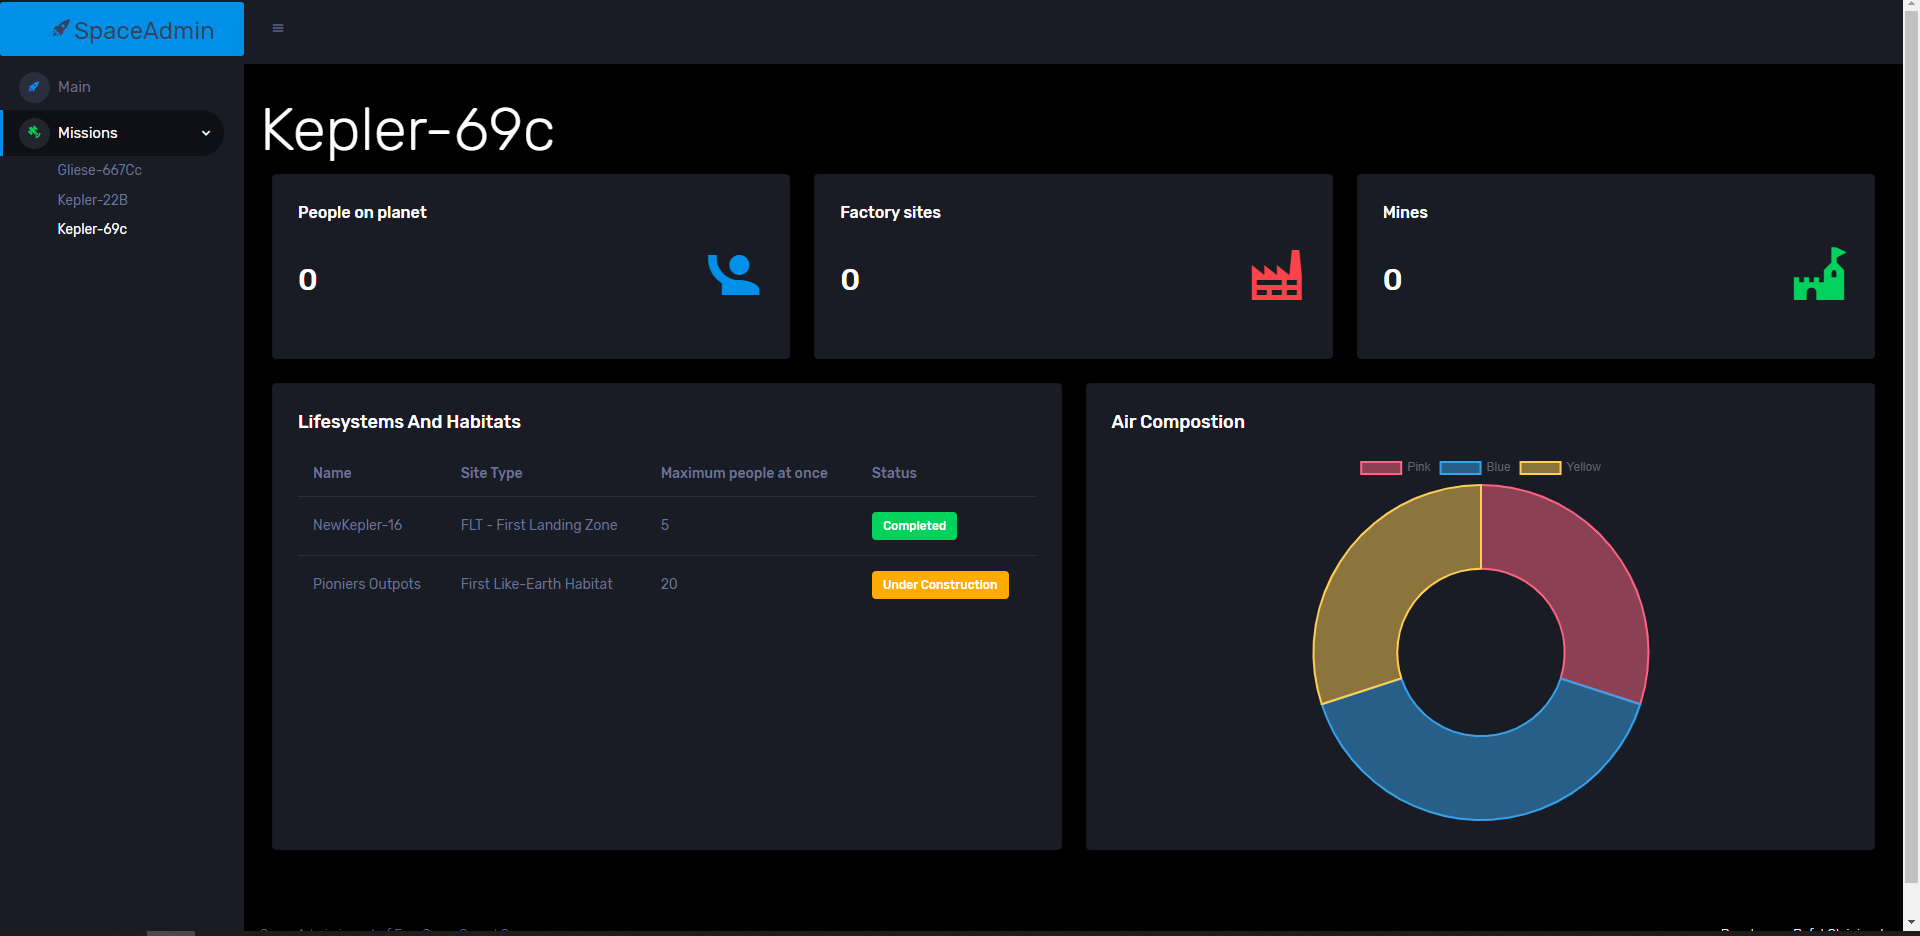 SpaceAdmin
Main
Missions
Gliese-667Cc
Kepler-22B
Kepler-69c
Kepler-69c
People on planet
0
Factory sites
0
Mines
0
Lifesystems And Habitats
Name Site Type Maximum people at once Status
NewKepler-16 FLT - First Landing Zone 5 Completed
Pioniers Outpots First Like-Earth Habitat 20 Under Construction
Air Compostion
Pink Blue Yellow